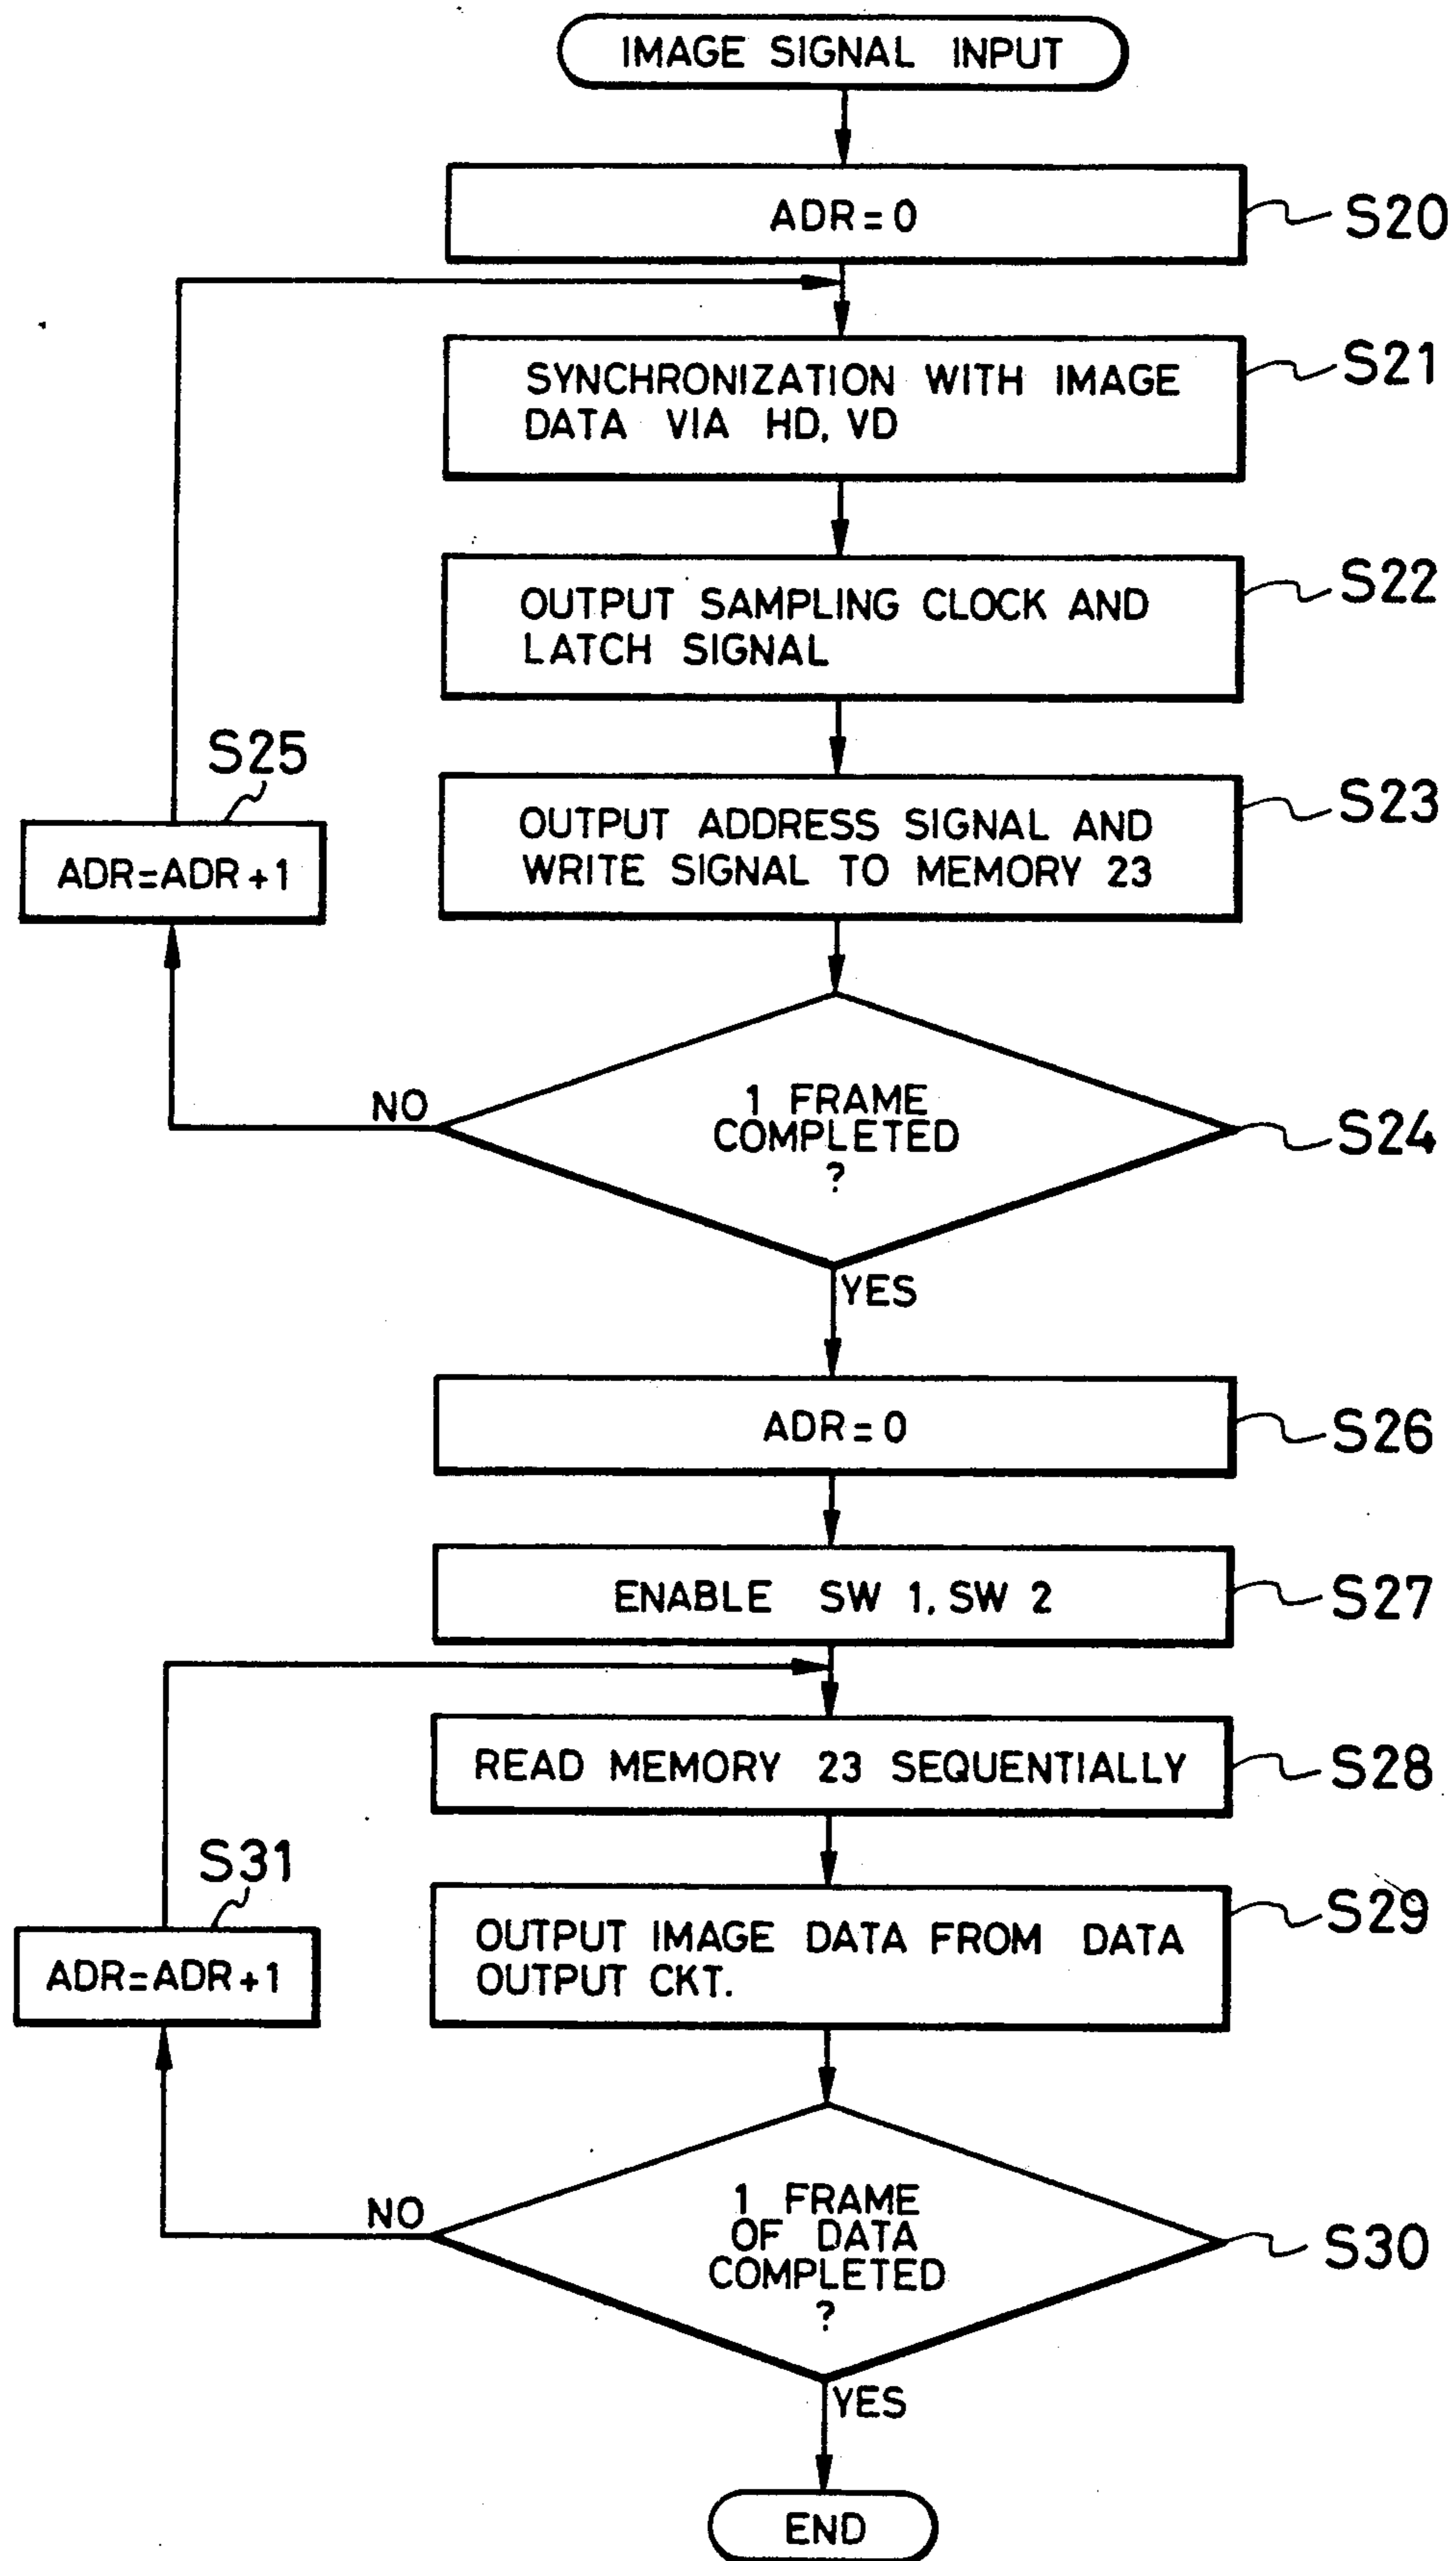 IMAGE SIGNAL INPUT
ADR=0
S20
SYNCHRONIZATION WITH IMAGE
DATA VIA HD, VD
S21
OUTPUT SAMPLING CLOCK AND
LATCH SIGNAL
S22
S25
ADR=ADR+1
OUTPUT ADDRESS SIGNAL AND
WRITE SIGNAL TO MEMORY 23
S23
NO
1 FRAME
COMPLETED
?
S24
YES
ADR=0
S26
ENABLE SW 1, SW 2
S27
READ MEMORY 23 SEQUENTIALLY
S28
S31
ADR=ADR+1
OUTPUT IMAGE DATA FROM DATA
OUTPUT CKT.
S29
NO
1 FRAME
OF DATA
COMPLETED
?
S30
YES
END